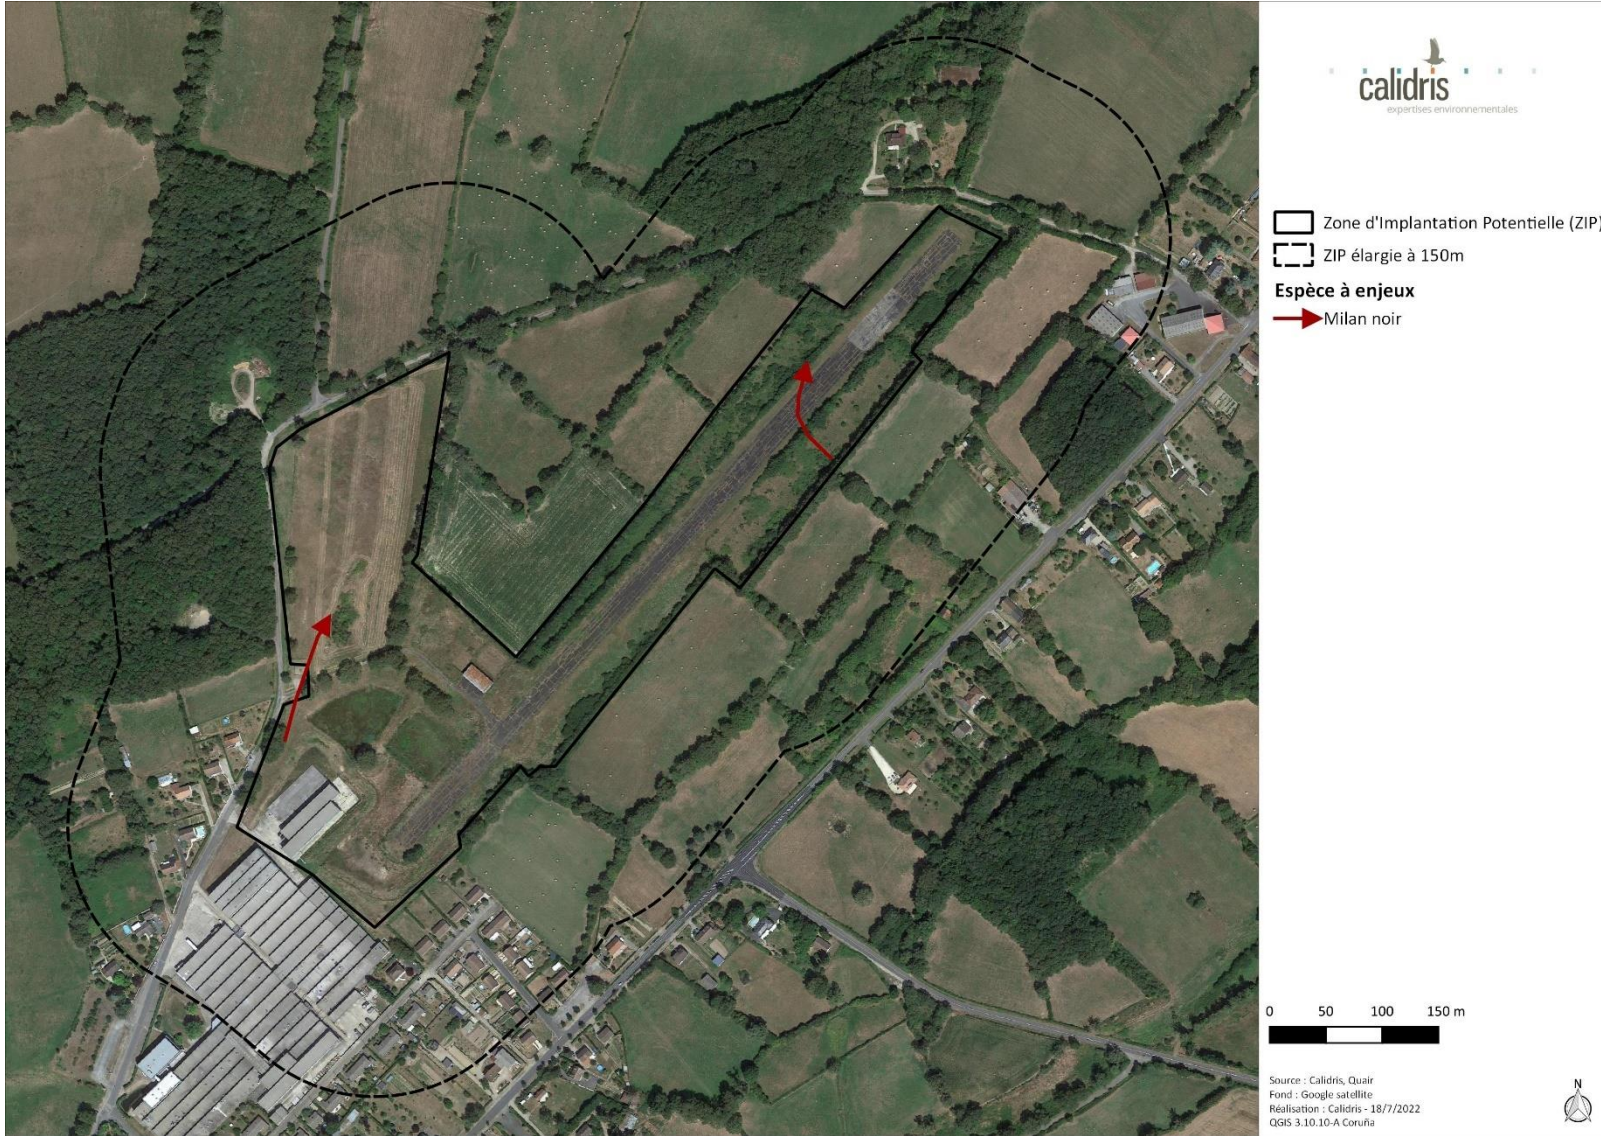 calidris
expertises environnementales
Zone d'Implantation Potentielle (ZIP)
ZIP élargie à 150m
Espèce à enjeux
Milan noir
0 50 100 150 m
Source : Calidris, Quair
Fond : Google satellite
Réalisation : Calidris - 18/7/2022
QGIS 3.10.10-A Coruña
N